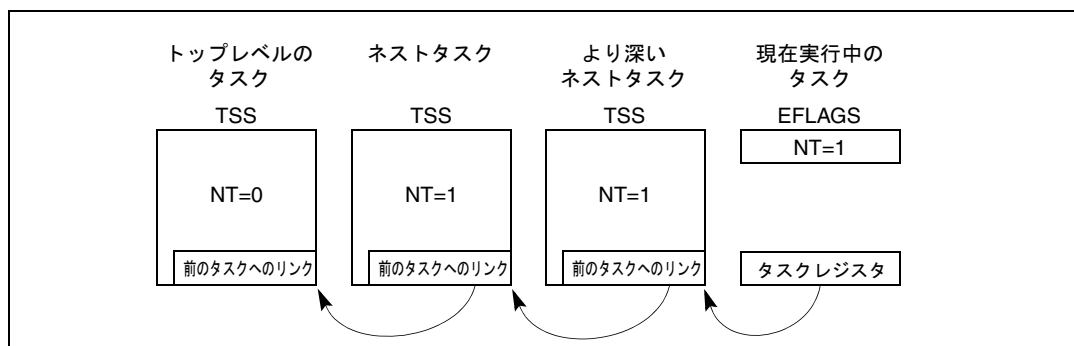 トップレベルの
タスク
TSS
NT=0
前のタスクへのリンク
ネストタスク
TSS
NT=1
前のタスクへのリンク
より深い
ネストタスク
TSS
NT=1
前のタスクへのリンク
現在実行中の
タスク
EFLAGS
NT=1
タスクレジスタ